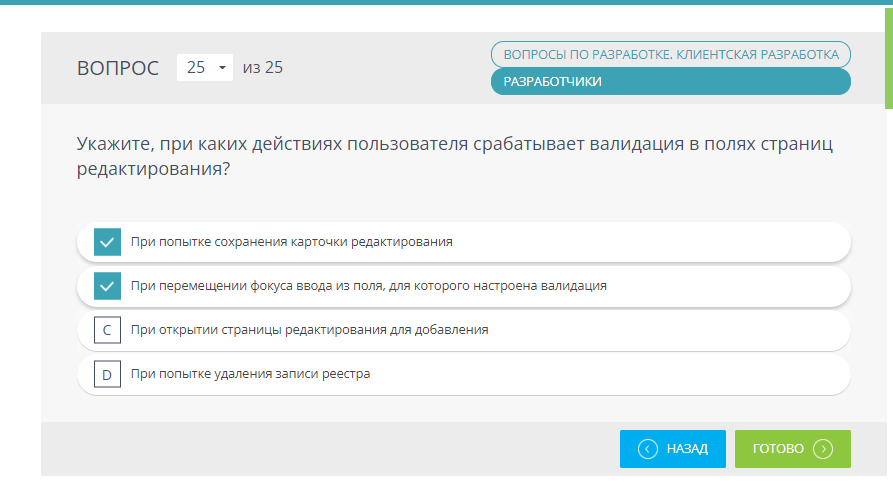 ВОПРОС 25 из 25
ВОПРОСЫ ПО РАЗРАБОТКЕ. КЛИЕНТСКАЯ РАЗРАБОТКА
РАЗРАБОТЧИКИ
Укажите, при каких действиях пользователя срабатывает валидация в полях страниц
редактирования?
При попытке сохранения карточки редактирования
При перемещении фокуса ввода из поля, для которого настроена валидация
C При открытии страницы редактирования для добавления
D При попытке удаления записи реестра
НАЗАД ГОТОВО